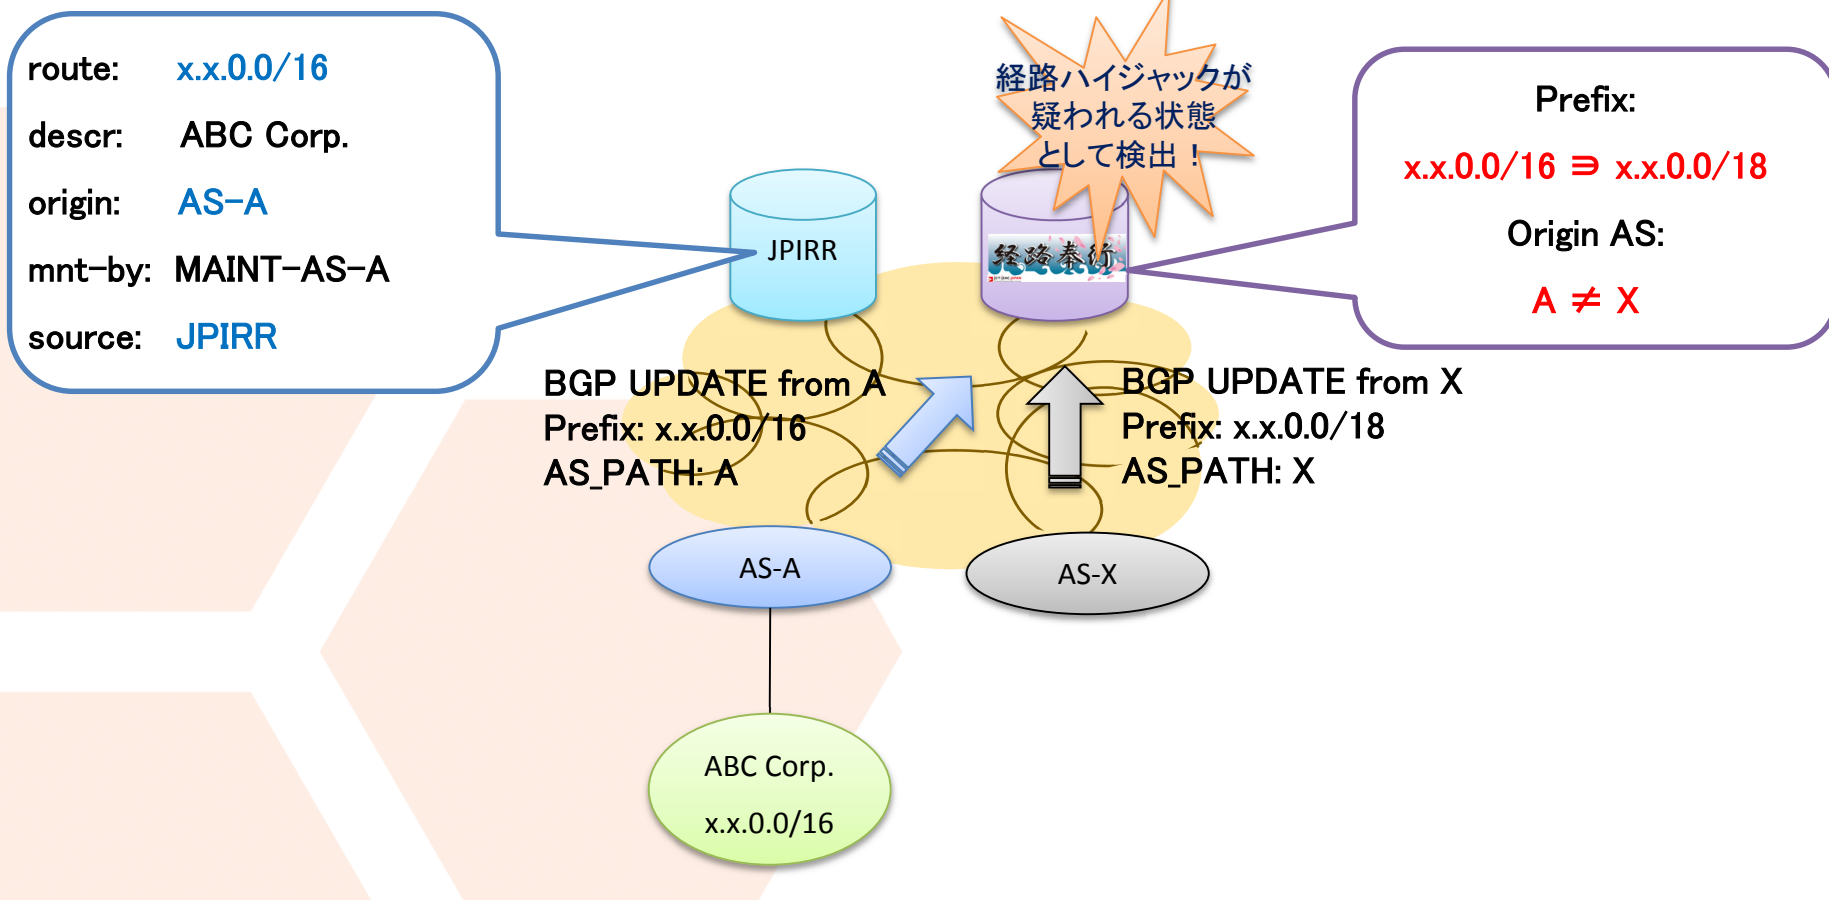 route: x.x.0.0/16
descr: ABC Corp.
origin: AS-A
mnt-by: MAINT-AS-A
source: JPIRR
経路ハイジャックが
疑われる状態
として検出！
Prefix:
x.x.0.0/16 ∋ x.x.0.0/18
Origin AS:
A ≠ X
JPIRR
経路奉行
BGP UPDATE from A
Prefix: x.x.0.0/16
AS_PATH: A
BGP UPDATE from X
Prefix: x.x.0.0/18
AS_PATH: X
AS-A
AS-X
ABC Corp.
x.x.0.0/16